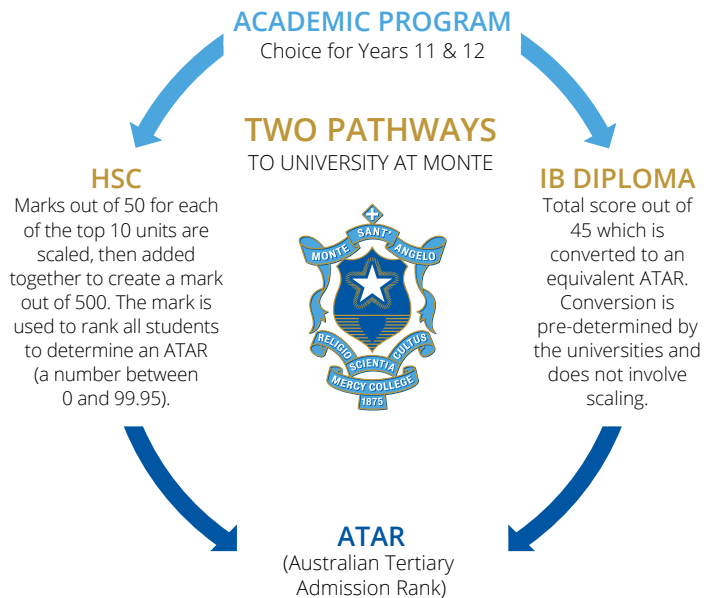 ACADEMIC PROGRAM
Choice for Years 11 & 12
TWO PATHWAYS
TO UNIVERSITY AT MONTE
HSC
Marks out of 50 for each
of the top 10 units are
scaled, then added
together to create a mark
out of 500. The mark is
used to rank all students
to determine an ATAR
(a number between
0 and 99.95).
MONTE SANT' ANGELO
RELIGIO SCIENTIA CULTUS
MERCY COLLEGE
1875
IB DIPLOMA
Total score out of
45 which is
converted to an
equivalent ATAR.
Conversion is
pre-determined by
the universities and
does not involve
scaling.
ATAR
(Australian Tertiary
Admission Rank)